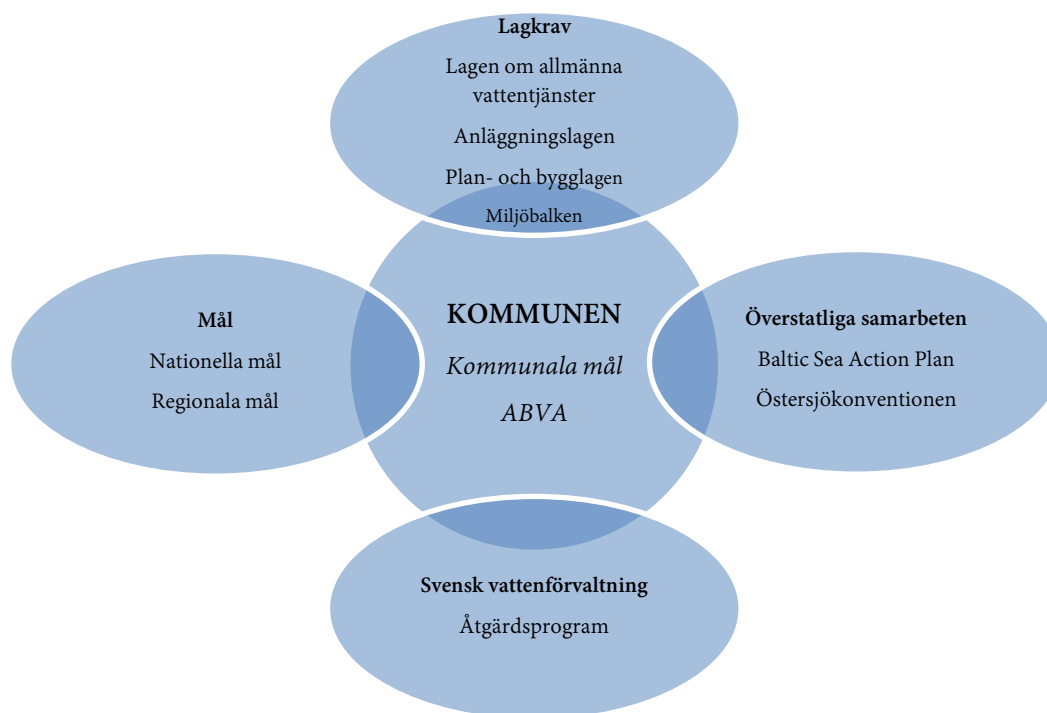 Lagkrav
Lagen om allmänna
vattentjänster
Anläggningslagen
Plan- och bygglagen
Miljöbalken
Mål
Nationella mål
Regionala mål
KOMMUNEN
Kommunala mål
ABVA
Överstatliga samarbeten
Baltic Sea Action Plan
Östersjökonventionen
Svensk vattenförvaltning
Åtgärdsprogram